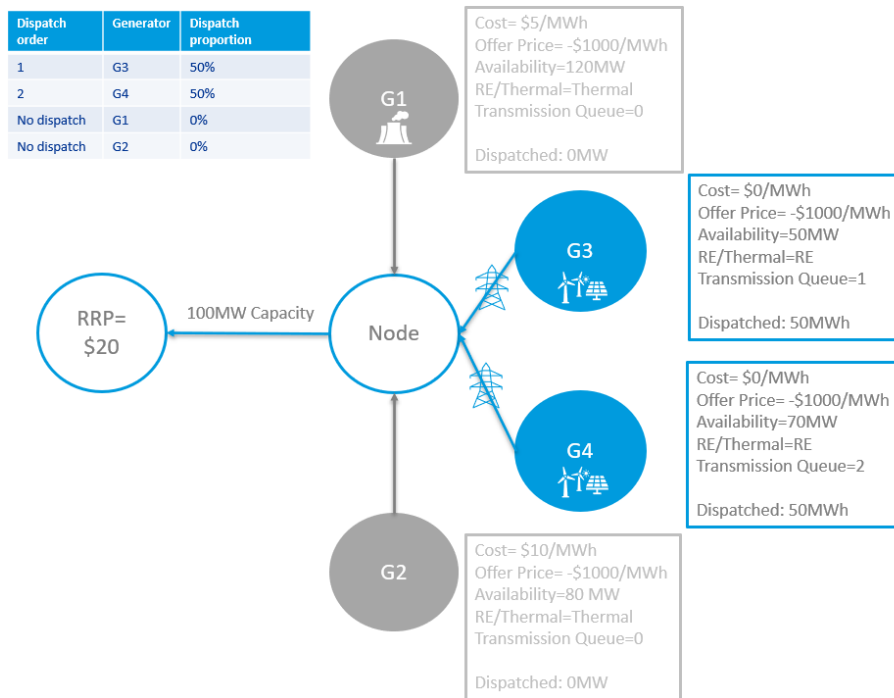 Dispatch order Generator Dispatch proportion
1 G3 50%
2 G4 50%
No dispatch G1 0%
No dispatch G2 0%
G1
Cost= $5/MWh
Offer Price= -$1000/MWh
Availability=120MW
RE/Thermal=Thermal
Transmission Queue=0
Dispatched: 0MW
G3
Cost= $0/MWh
Offer Price= -$1000/MWh
Availability=50MW
RE/Thermal=RE
Transmission Queue=1
Dispatched: 50MWh
RRP=
$20
100MW Capacity
Node
G4
Cost= $0/MWh
Offer Price= -$1000/MWh
Availability=70MW
RE/Thermal=RE
Transmission Queue=2
Dispatched: 50MWh
G2
Cost= $10/MWh
Offer Price= -$1000/MWh
Availability=80 MW
RE/Thermal=Thermal
Transmission Queue=0
Dispatched: 0MW